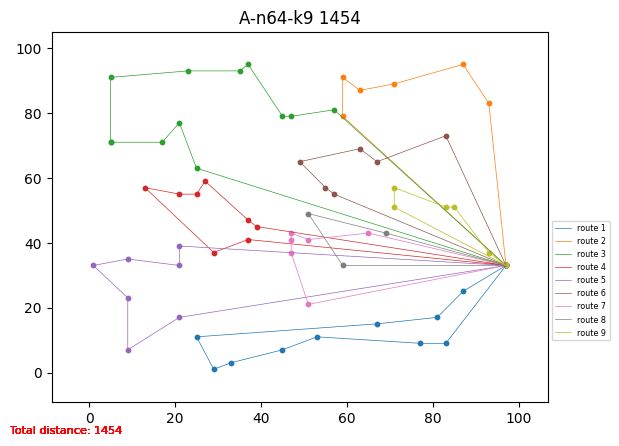 A-n64-k9 1454
100
80
60
40
20
0
0 20 40 60 80 100
route 1
route 2
route 3
route 4
route 5
route 6
route 7
route 8
route 9
Total distance: 1454